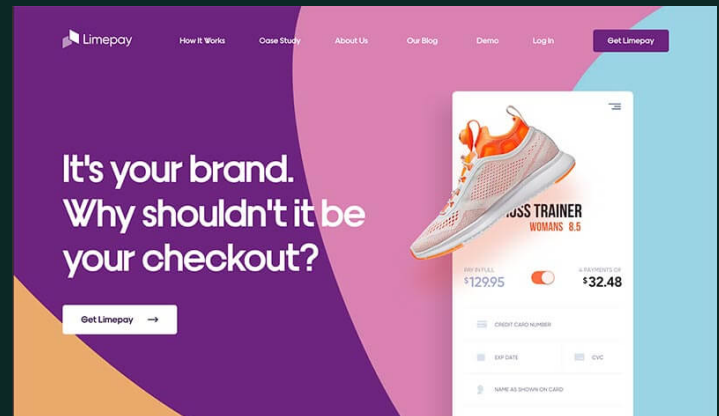 Limepay
How It Works
Case Study
About Us
Our Blog
Demo
Log In
Get Limepay
It's your brand.
Why shouldn't it be
your checkout?
Get Limepay
TRAINER
WOMANS 8.5
PAY IN FULL
$129.95
4 PAYMENTS OF
$32.48
CREDIT CARD NUMBER
EXP DATE
CVC
NAME AS SHOWN ON CARD